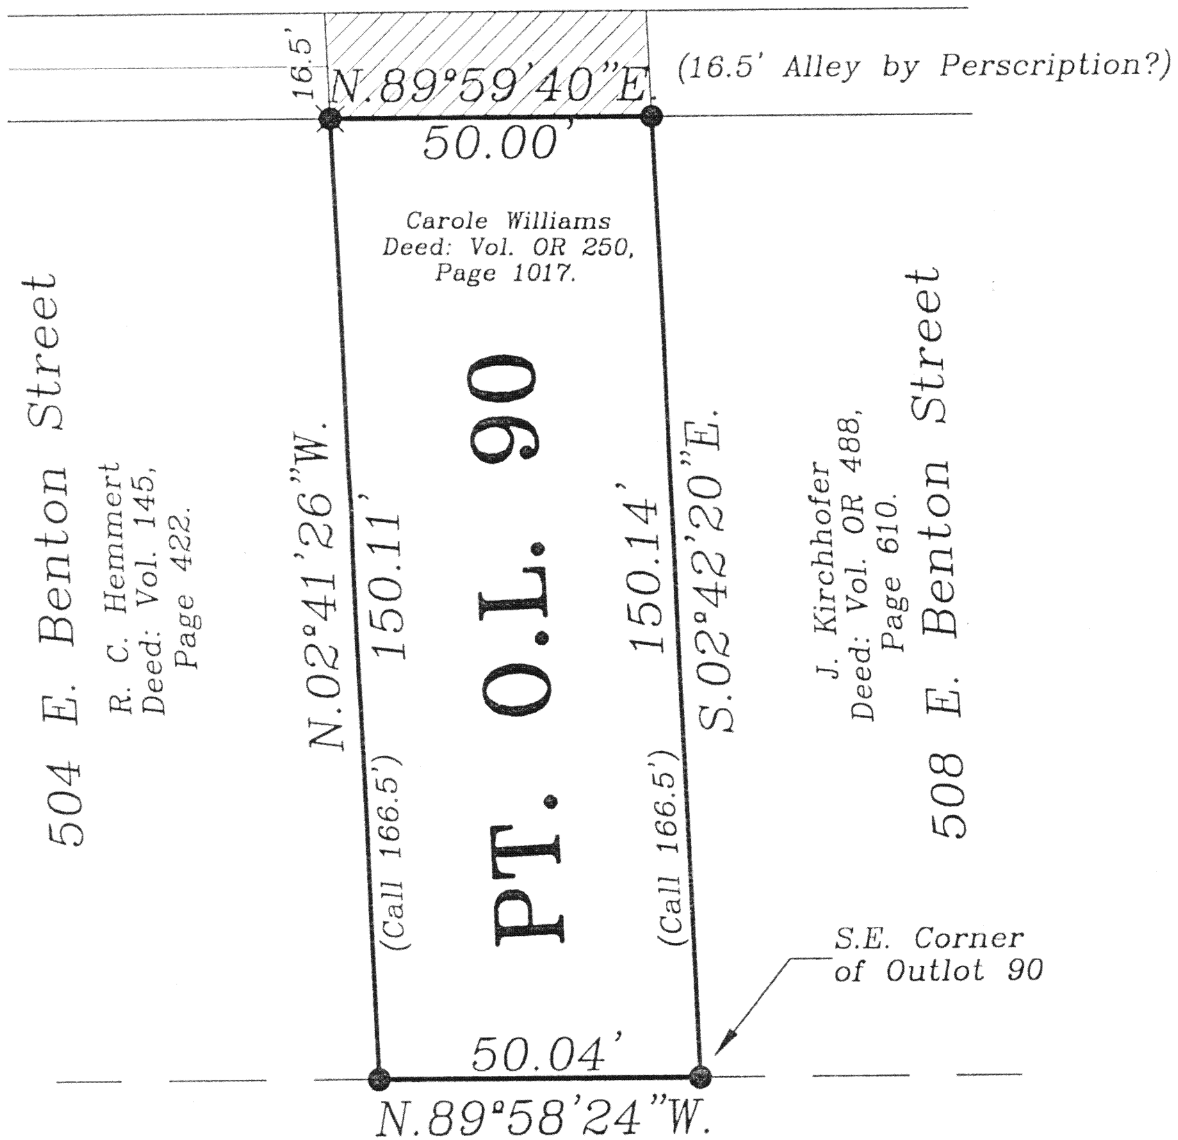 16.5'
N.89°59'40"E.
(16.5' Alley by Perscription?)
50.00'
Carole Williams
Deed: Vol. OR 250,
Page 1017.
504 E. Benton Street
R. C. Hemmert
Deed: Vol. 145,
Page 422.
N.02°41'26"W.
150.11'
(Call 166.5')
PT. O.L. 90
150.14'
(Call 166.5')
S.02°42'20"E.
J. Kirchhofer
Deed: Vol. OR 488,
Page 610.
508 E. Benton Street
S.E. Corner
of Outlot 90
50.04'
N.89°58'24"W.